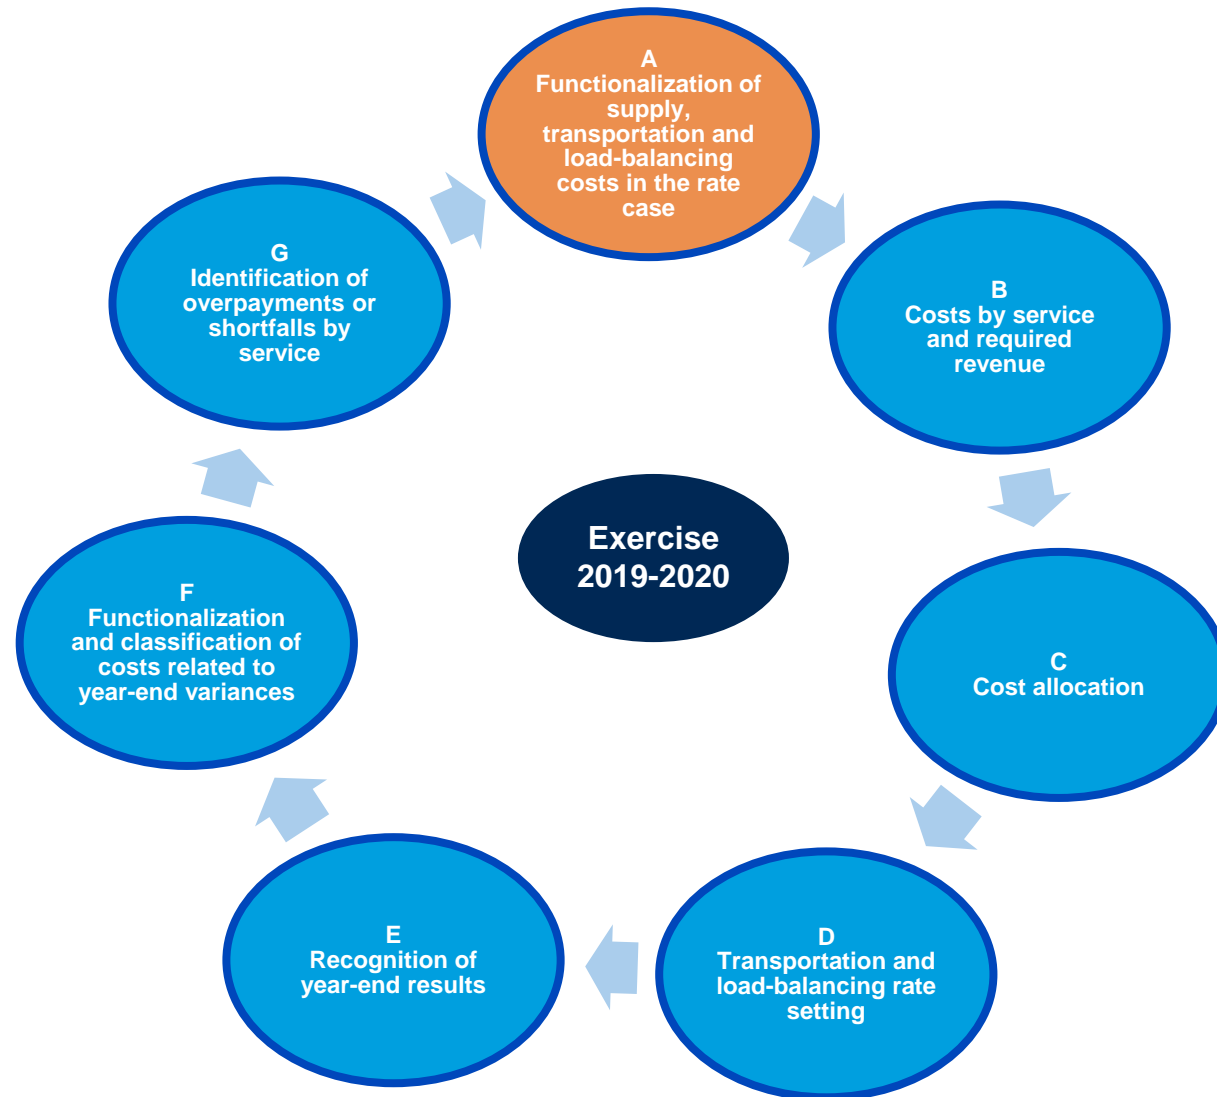 A
Functionalization of
supply,
transportation and
load-balancing
costs in the rate
case
B
Costs by service
and required
revenue
C
Cost allocation
D
Transportation and
load-balancing rate
setting
E
Recognition of
year-end results
F
Functionalization
and classification of
costs related to
year-end variances
G
Identification of
overpayments or
shortfalls by
service
Exercise
2019-2020